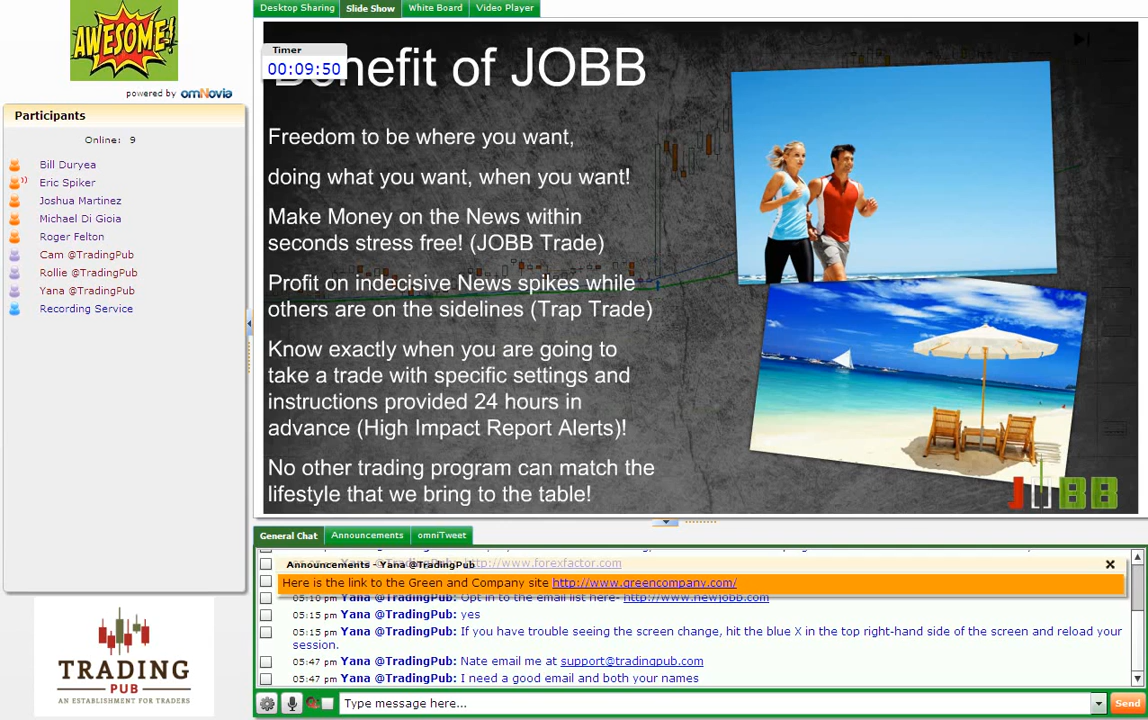 Desktop Sharing Slide Show White Board Video Player
AWESOME!
powered by omNovia
Participants
Online: 9
Bill Duryea
Eric Spiker
Joshua Martinez
Michael Di Gioia
Roger Felton
Cam @TradingPub
Rollie @TradingPub
Yana @TradingPub
Recording Service
TRADING
PUB
AN ESTABLISHMENT FOR TRADERS
Timer
00:09:50
nefit of JOBB
Freedom to be where you want,
doing what you want, when you want!
Make Money on the News within
seconds stress free! (JOBB Trade)
Profit on indecisive News spikes while
others are on the sidelines (Trap Trade)
Know exactly when you are going to
take a trade with specific settings and
instructions provided 24 hours in
advance (High Impact Report Alerts)!
No other trading program can match the
lifestyle that we bring to the table!
JOBB
General Chat Announcements omniTweet
Yana @TradingPub: http://www.forexfactor.com
Announcements - Yana @TradingPub
Here is the link to the Green and Company site http://www.greencompany.com/
05:10 pm Yana @TradingPub: Opt in to the email list here- http://www.newjobb.com
05:15 pm Yana @TradingPub: yes
05:15 pm Yana @TradingPub: If you have trouble seeing the screen change, hit the blue X in the top right-hand side of the screen and reload your
session.
05:47 pm Yana @TradingPub: Nate email me at support@tradingpub.com
05:47 pm Yana @TradingPub: I need a good email and both your names
Type message here...
Send